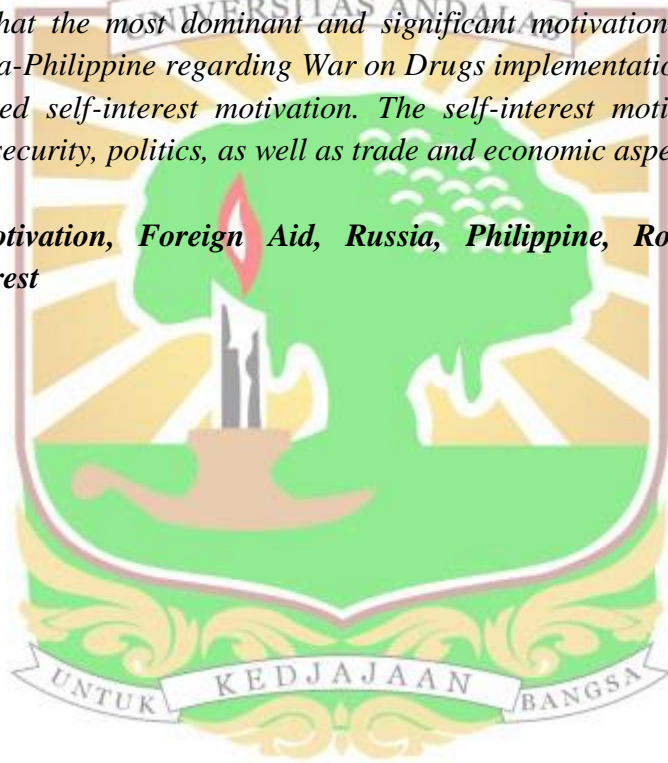 UNIVERSITAS ANDALAS
hat the most dominant and significant motivation
a-Philippine regarding War on Drugs implementatio
ed self-interest motivation. The self-interest moti
security, politics, as well as trade and economic aspe
otivation, Foreign Aid, Russia, Philippine, Ro
rest
UNTUK KEDJAJAAN BANGSA